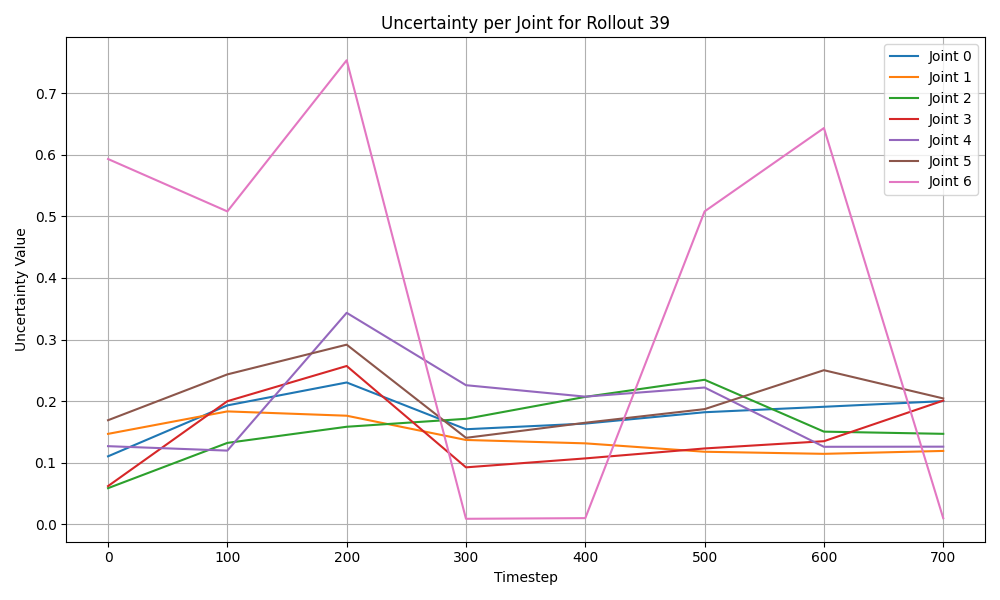 Uncertainty per Joint for Rollout 39
Joint 0
Joint 1
Joint 2
Joint 3
Joint 4
Joint 5
Joint 6
Uncertainty Value
0.7
0.6
0.5
0.4
0.3
0.2
0.1
0.0
0 100 200 300 400 500 600 700
Timestep